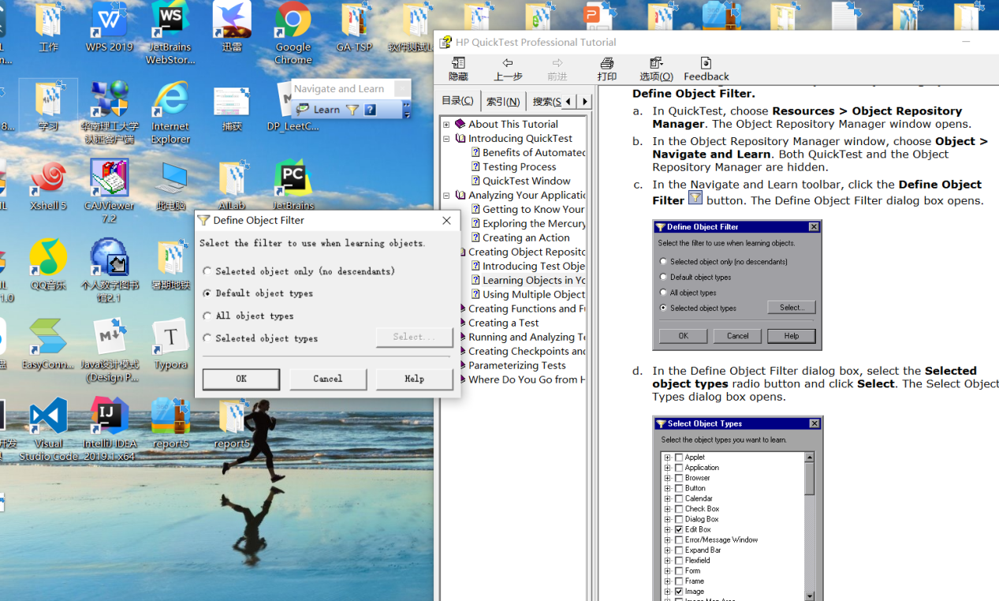 工作
WPS 2019
JetBrains
WebStor...
迅雷
Google
Chrome
GA-TSP
学习
华南理工大学
认证客户端
Internet
Explorer
捕获
DP_LeetC...
Xshell 5
CAJViewer
7.2
此电脑
AILab
JetBrains
QQ音乐
个人数字图书
馆2.1
暑期地铁
EasyConn...
Java设计模式
(Design P...
Typora
Visual
Studio Code
IntelliJ IDEA
2019.1 x64
report5
report5
Navigate and Learn
Learn
Define Object Filter
Select the filter to use when learning objects.
Selected object only (no descendants)
Default object types
All object types
Selected object types
Select...
OK
Cancel
Help
HP QuickTest Professional Tutorial
隐藏
上一步
前进
打印
选项(O)
Feedback
目录(C)
索引(N)
搜索(S
About This Tutorial
Introducing QuickTest
Benefits of Automated
Testing Process
QuickTest Window
Analyzing Your Applicatio
Getting to Know Your
Exploring the Mercury
Creating an Action
Creating Object Reposito
Introducing Test Obje
Learning Objects in Yo
Using Multiple Object
Creating Functions and Fu
Creating a Test
Running and Analyzing Te
Creating Checkpoints and
Parameterizing Tests
Where Do You Go from H
Define Object Filter.
a. In QuickTest, choose Resources > Object Repository
Manager. The Object Repository Manager window opens.
b. In the Object Repository Manager window, choose Object >
Navigate and Learn. Both QuickTest and the Object
Repository Manager are hidden.
c. In the Navigate and Learn toolbar, click the Define Object
Filter button. The Define Object Filter dialog box opens.
Define Object Filter
Select the filter to use when learning objects.
Selected object only (no descendants)
Default object types
All object types
Selected object types
Select...
OK
Cancel
Help
d. In the Define Object Filter dialog box, select the Selected
object types radio button and click Select. The Select Object
Types dialog box opens.
Select Object Types
Select the object types you want to learn.
Applet
Application
Browser
Button
Calendar
Check Box
Dialog Box
Edit Box
Error/Message Window
Expand Bar
Flexfield
Form
Frame
Image